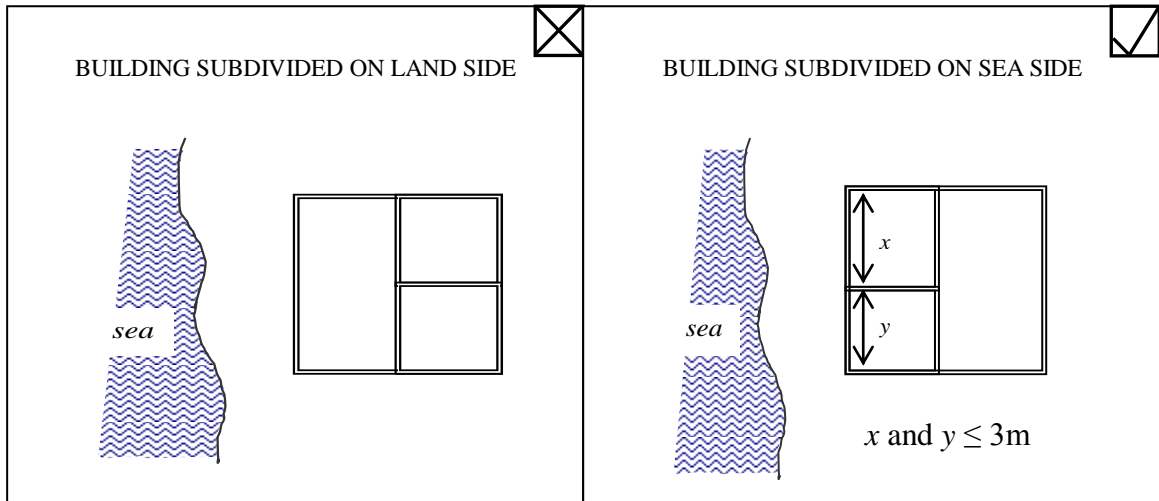 BUILDING SUBDIVIDED ON LAND SIDE
sea
BUILDING SUBDIVIDED ON SEA SIDE
x
sea
y
x and y ≤ 3m